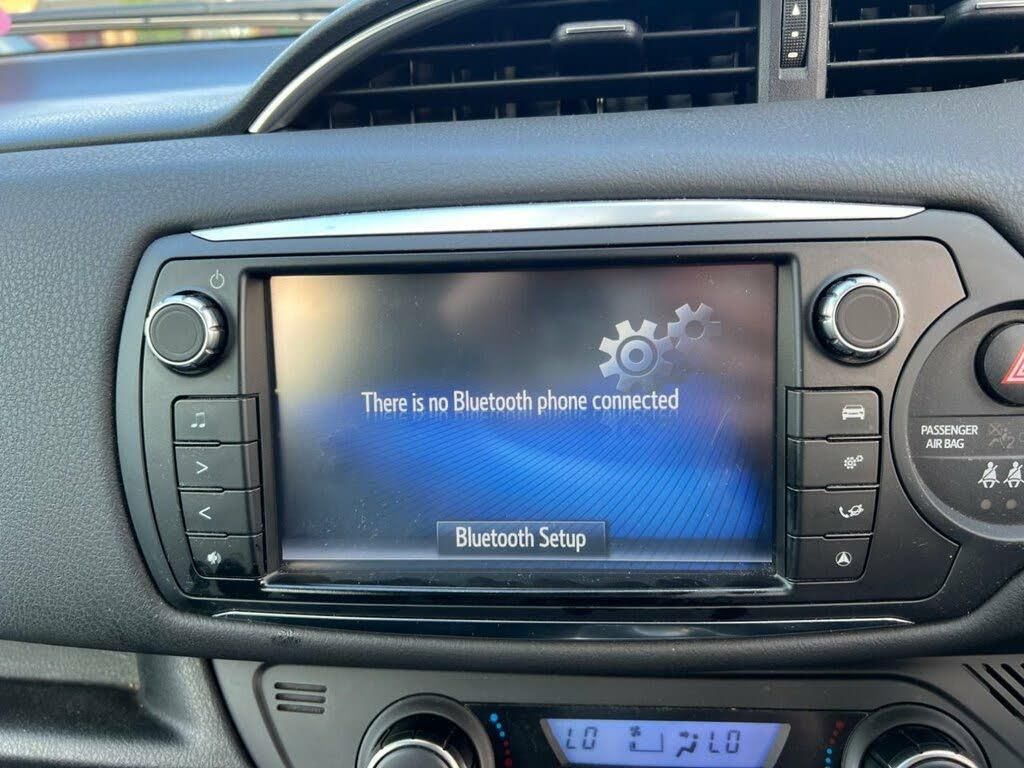 There is no Bluetooth phone connected
Bluetooth Setup
PASSENGER
AIR BAG
LO LO